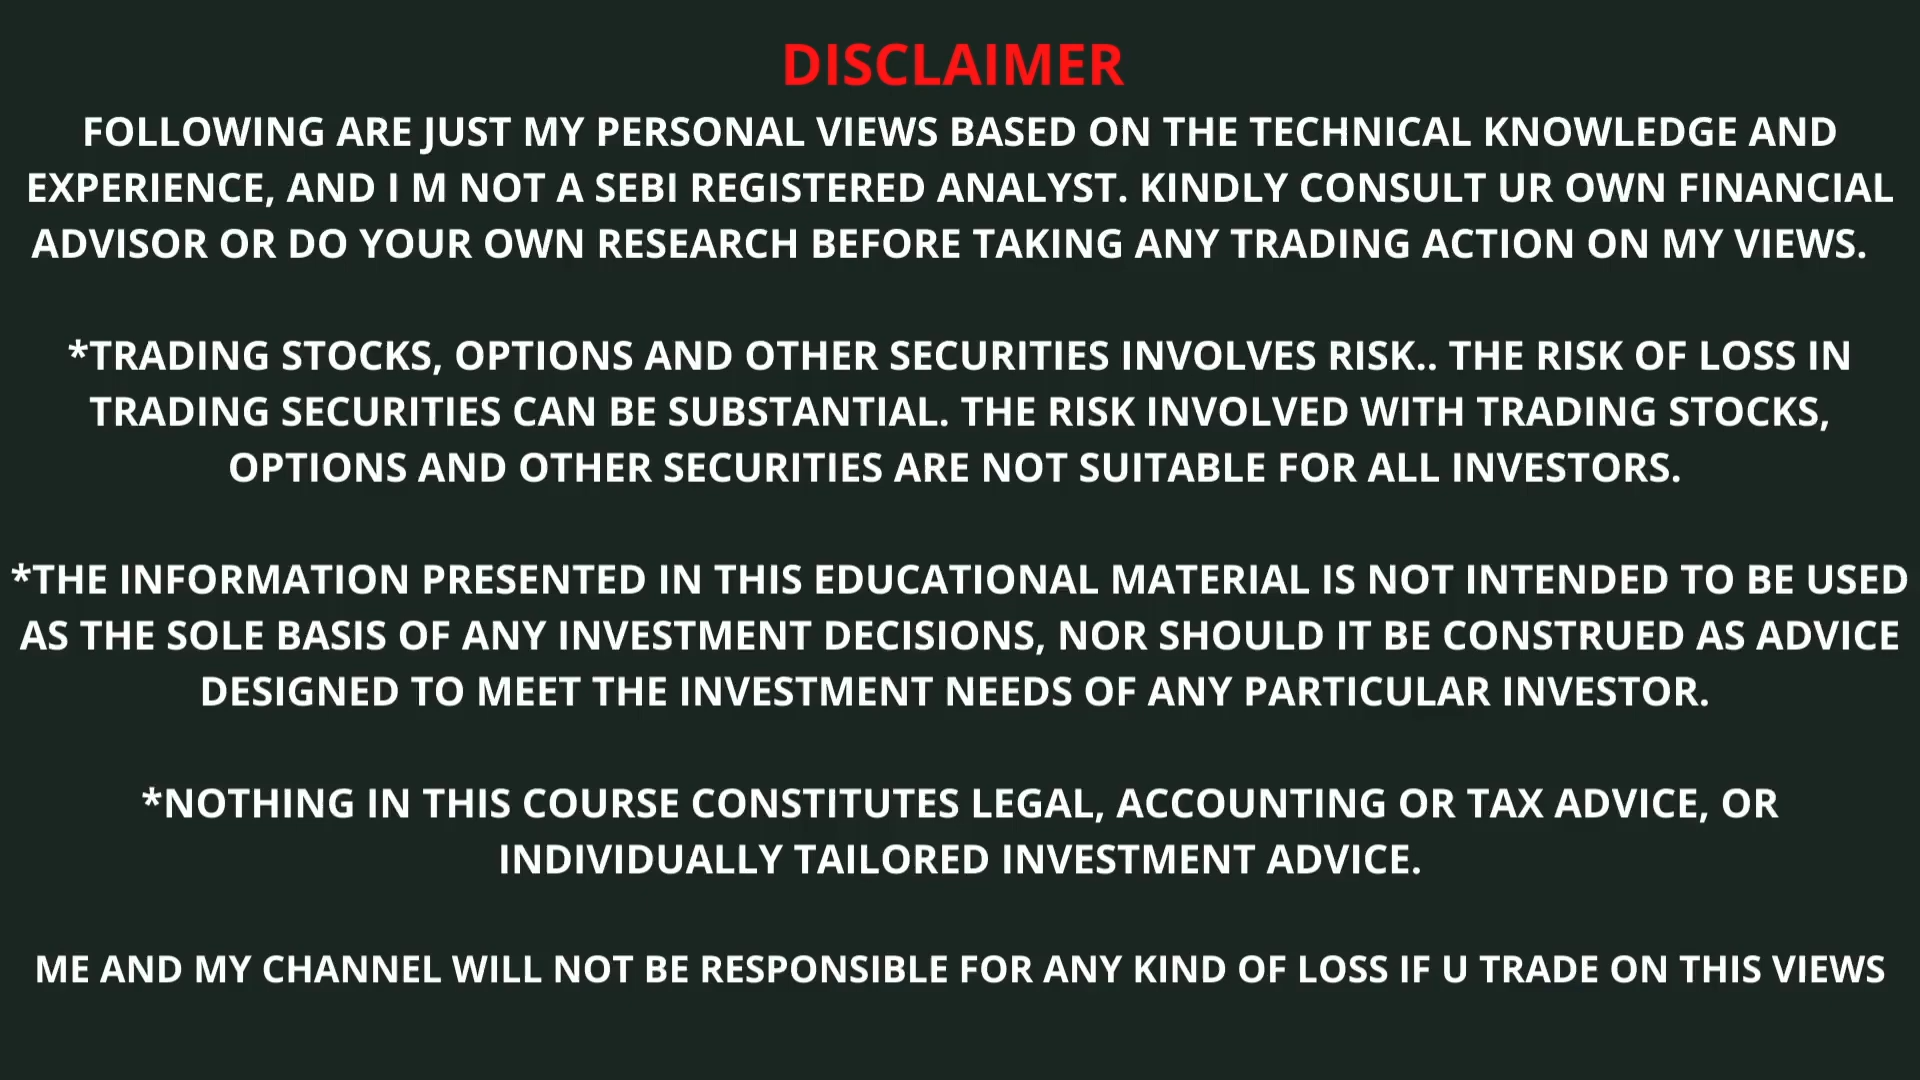 DISCLAIMER
FOLLOWING ARE JUST MY PERSONAL VIEWS BASED ON THE TECHNICAL KNOWLEDGE AND
EXPERIENCE, AND I M NOT A SEBI REGISTERED ANALYST. KINDLY CONSULT UR OWN FINANCIAL
ADVISOR OR DO YOUR OWN RESEARCH BEFORE TAKING ANY TRADING ACTION ON MY VIEWS.
*TRADING STOCKS, OPTIONS AND OTHER SECURITIES INVOLVES RISK.. THE RISK OF LOSS IN
TRADING SECURITIES CAN BE SUBSTANTIAL. THE RISK INVOLVED WITH TRADING STOCKS,
OPTIONS AND OTHER SECURITIES ARE NOT SUITABLE FOR ALL INVESTORS.
*THE INFORMATION PRESENTED IN THIS EDUCATIONAL MATERIAL IS NOT INTENDED TO BE USED
AS THE SOLE BASIS OF ANY INVESTMENT DECISIONS, NOR SHOULD IT BE CONSTRUED AS ADVICE
DESIGNED TO MEET THE INVESTMENT NEEDS OF ANY PARTICULAR INVESTOR.
*NOTHING IN THIS COURSE CONSTITUTES LEGAL, ACCOUNTING OR TAX ADVICE, OR
INDIVIDUALLY TAILORED INVESTMENT ADVICE.
ME AND MY CHANNEL WILL NOT BE RESPONSIBLE FOR ANY KIND OF LOSS IF U TRADE ON THIS VIEWS